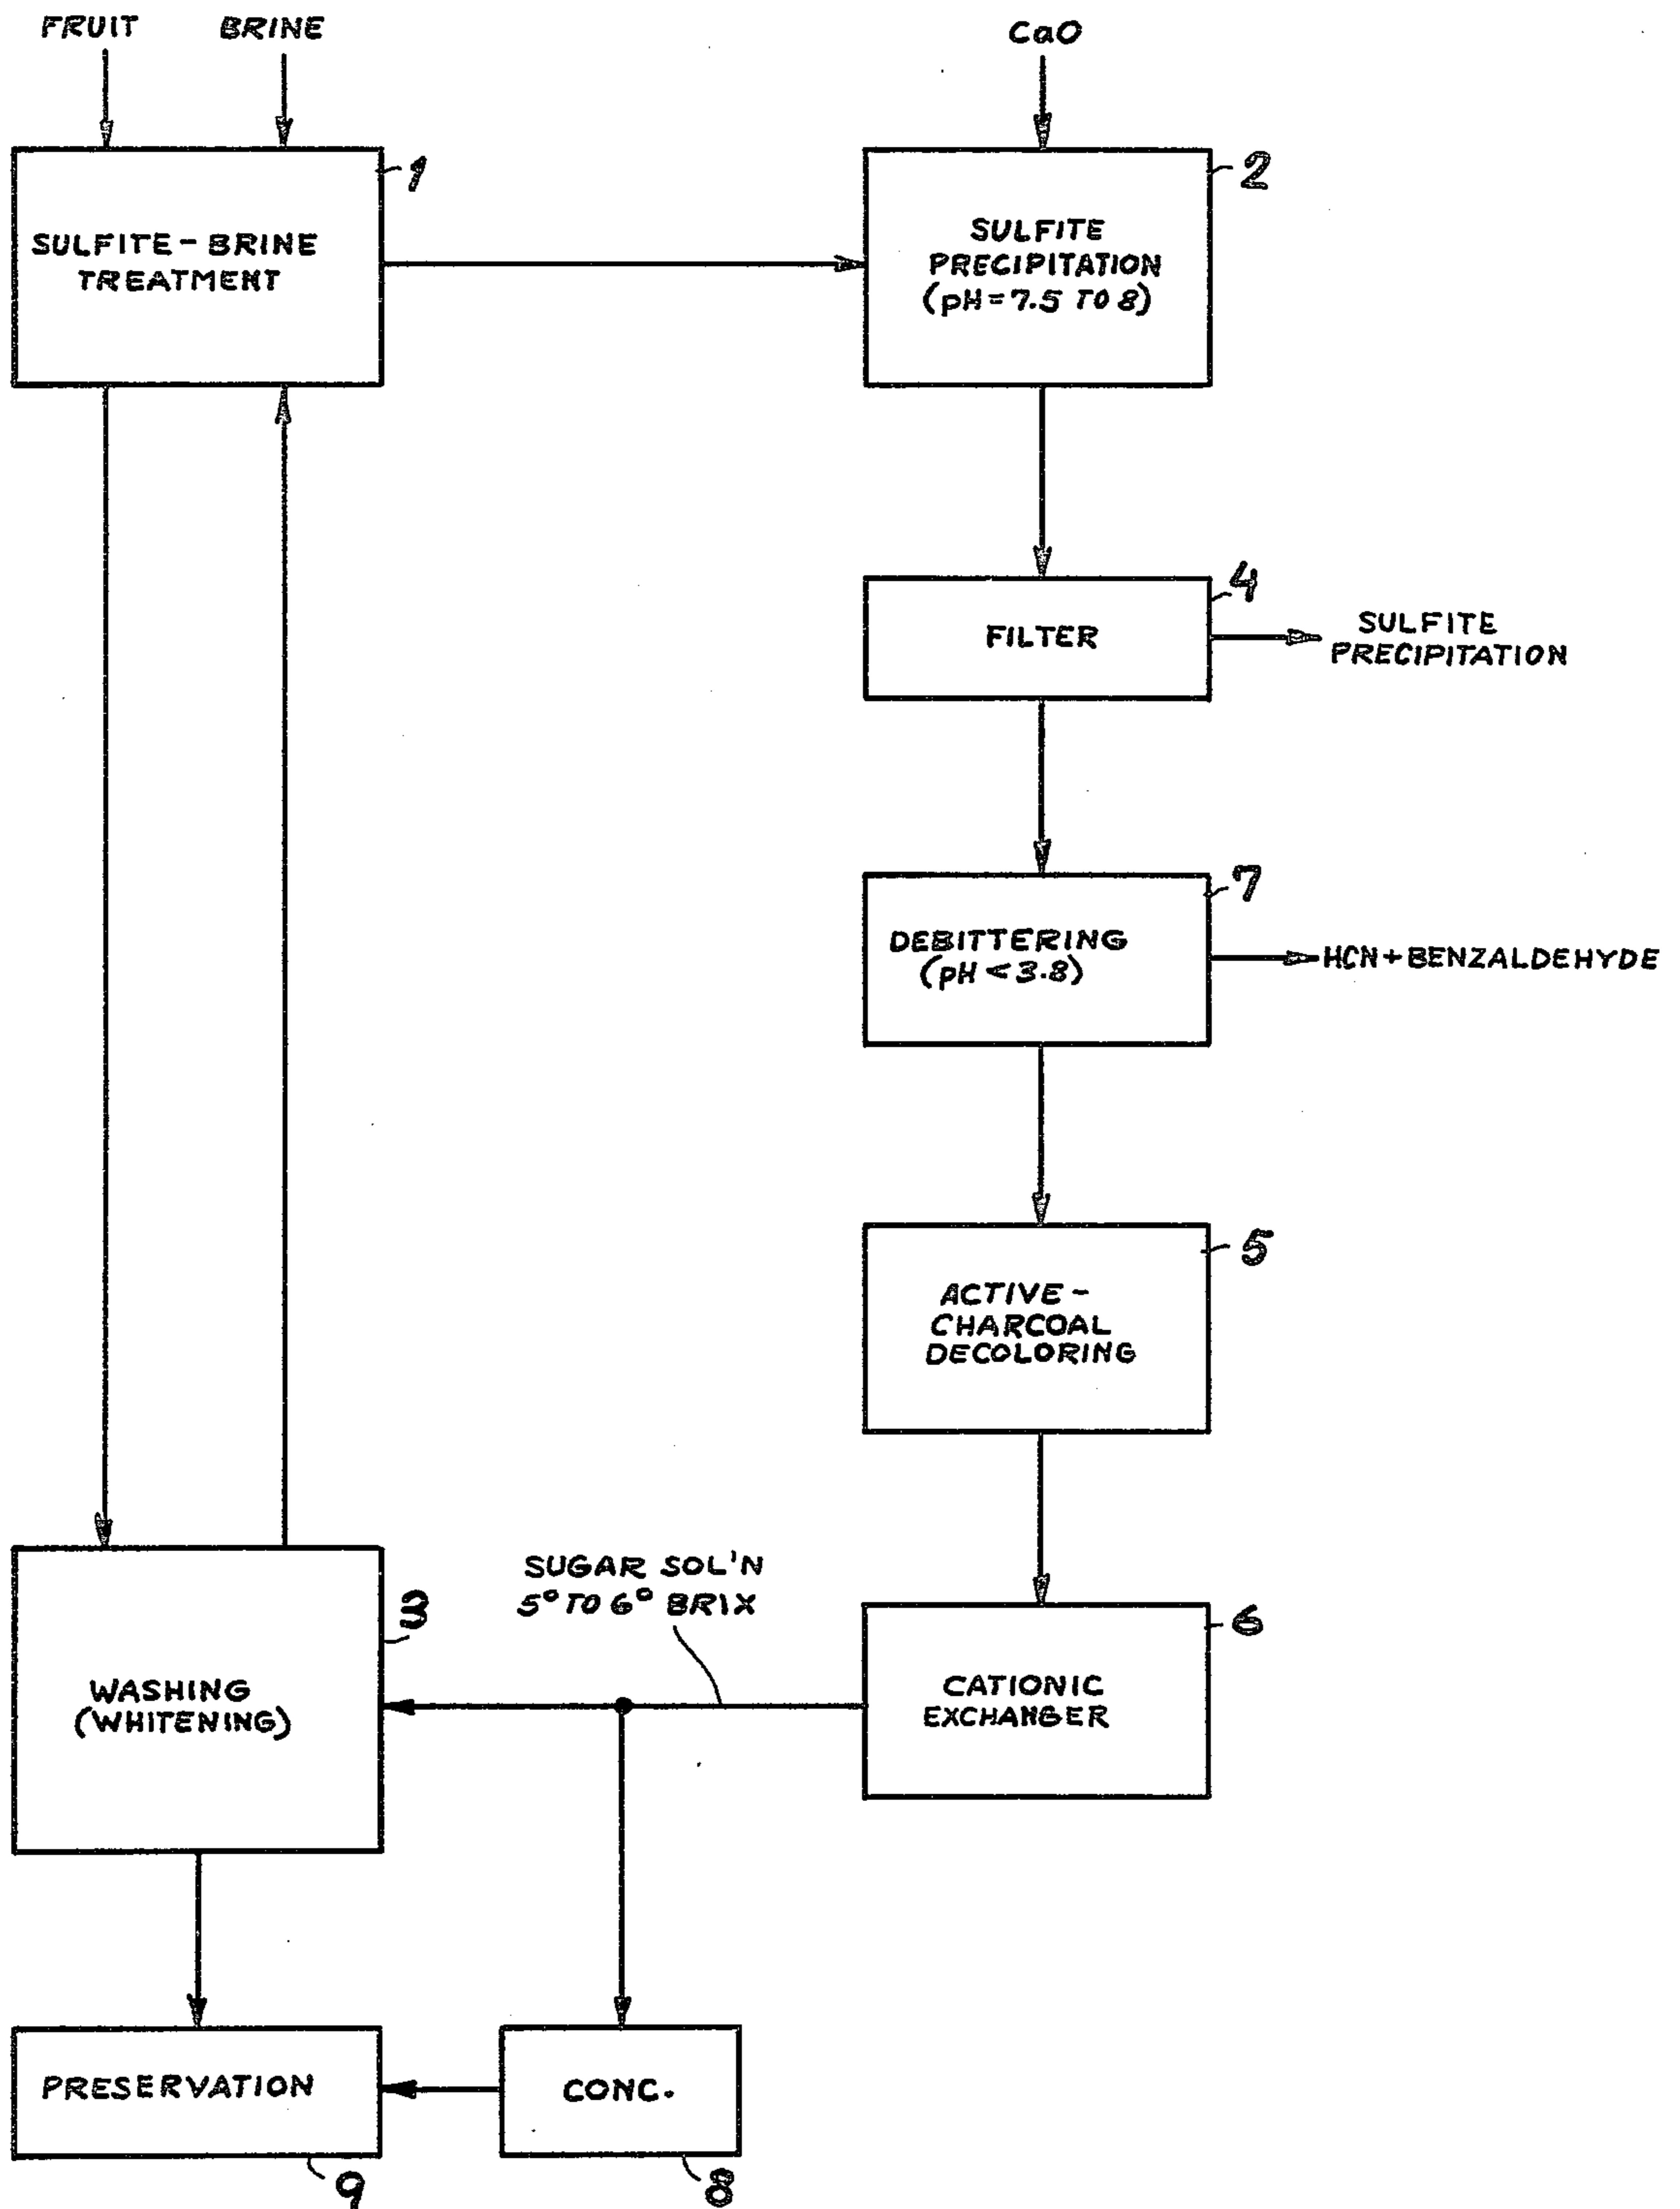 FRUIT
BRINE
CaO
1
2
SULFITE-BRINE
TREATMENT
SULFITE
PRECIPITATION
(pH=7.5 TO 8)
4
FILTER
SULFITE
PRECIPITATION
7
DEBITTERING
(pH<3.8)
HCN+BENZALDEHYDE
5
ACTIVE-
CHARCOAL
DECOLORING
SUGAR SOL'N
5° TO 6° BRIX
3
6
WASHING
(WHITENING)
CATIONIC
EXCHANGER
PRESERVATION
CONC.
9
8